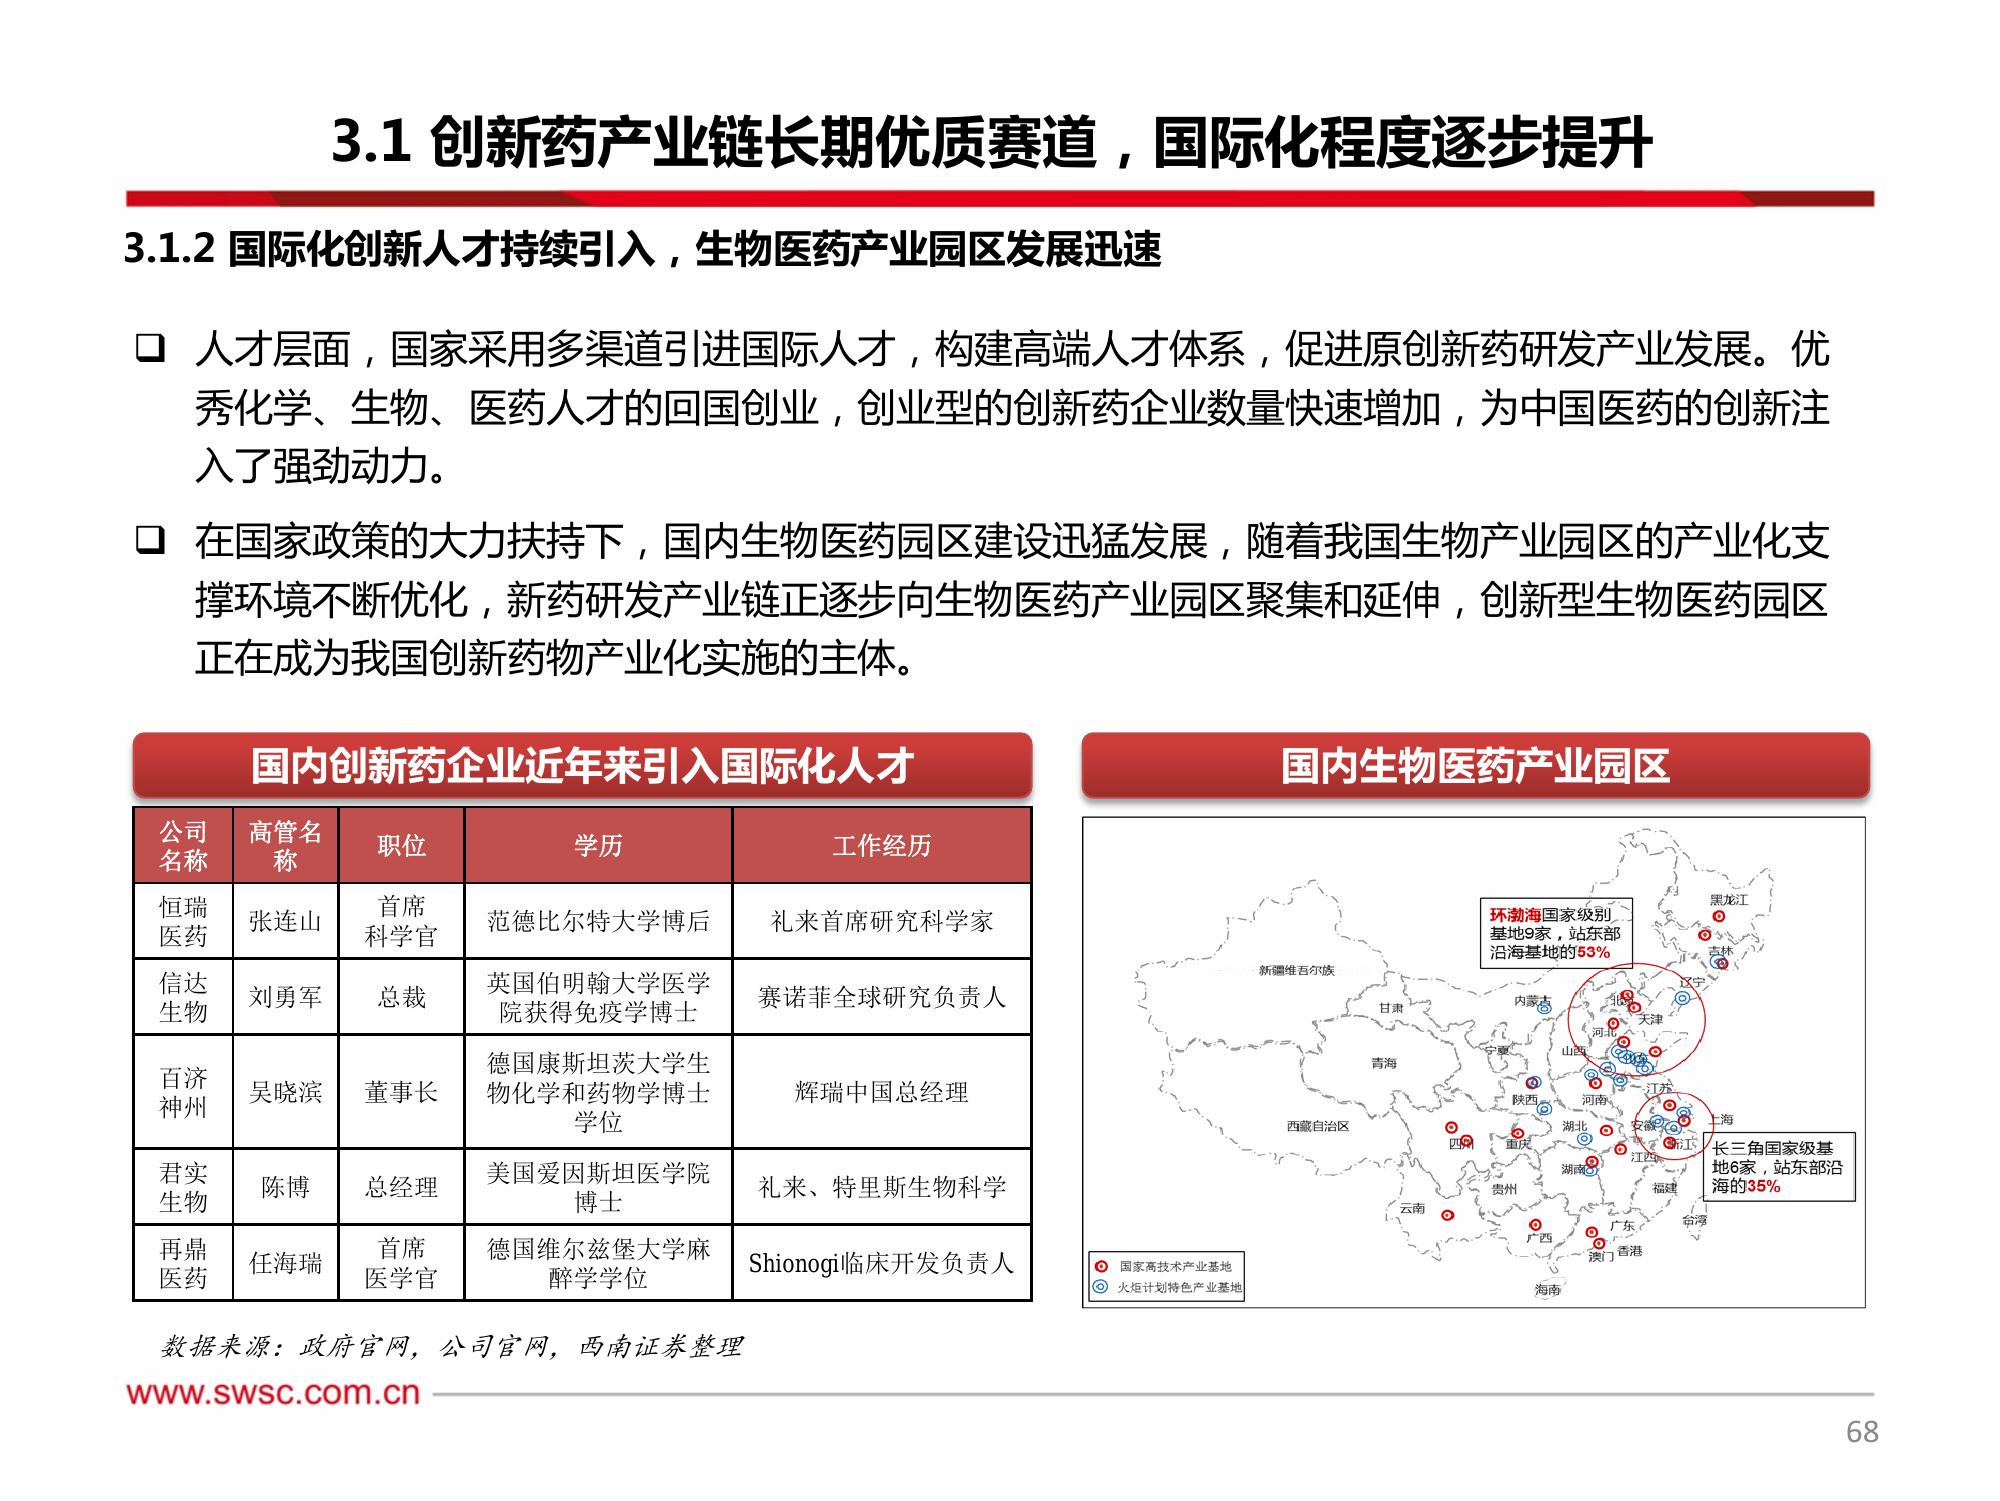 3.1 创新药产业链长期优质赛道，国际化程度逐步提升
3.1.2 国际化创新人才持续引入，生物医药产业园区发展迅速
❑ 人才层面，国家采用多渠道引进国际人才，构建高端人才体系，促进原创新药研发产业发展。优
秀化学、生物、医药人才的回国创业，创业型的创新药企业数量快速增加，为中国医药的创新注
入了强劲动力。
❑ 在国家政策的大力扶持下，国内生物医药园区建设迅猛发展，随着我国生物产业园区的产业化支
撑环境不断优化，新药研发产业链正逐步向生物医药产业园区聚集和延伸，创新型生物医药园区
正在成为我国创新药物产业化实施的主体。
国内创新药企业近年来引入国际化人才
公司
名称
高管名
称
职位
学历
工作经历
恒瑞
医药
张连山
首席
科学官
范德比尔特大学博后
礼来首席研究科学家
信达
生物
刘勇军
总裁
英国伯明翰大学医学
院获得免疫学博士
赛诺菲全球研究负责人
百济
神州
吴晓滨
董事长
德国康斯坦茨大学生
物化学和药物学博士
学位
辉瑞中国总经理
君实
生物
陈博
总经理
美国爱因斯坦医学院
博士
礼来、特里斯生物科学
再鼎
医药
任海瑞
首席
医学官
德国维尔兹堡大学麻
醉学学位
Shionogi临床开发负责人
国内生物医药产业园区
黑龙江
环渤海国家级别
基地9家，站东部
沿海基地的53%
吉林
新疆维吾尔族
辽宁
内蒙古
甘肃
天津
河北
宁夏
山西
青海
江苏
陕西
河南
上海
西藏自治区
湖北
安徽
四川
重庆
浙江
长三角国家级基
地6家，站东部沿
海的35%
江西
湖南
贵州
福建
云南
台湾
广东
广西
香港
澳门
海南
国家高技术产业基地
火炬计划特色产业基地
数据来源：政府官网，公司官网，西南证券整理
www.swsc.com.cn
68